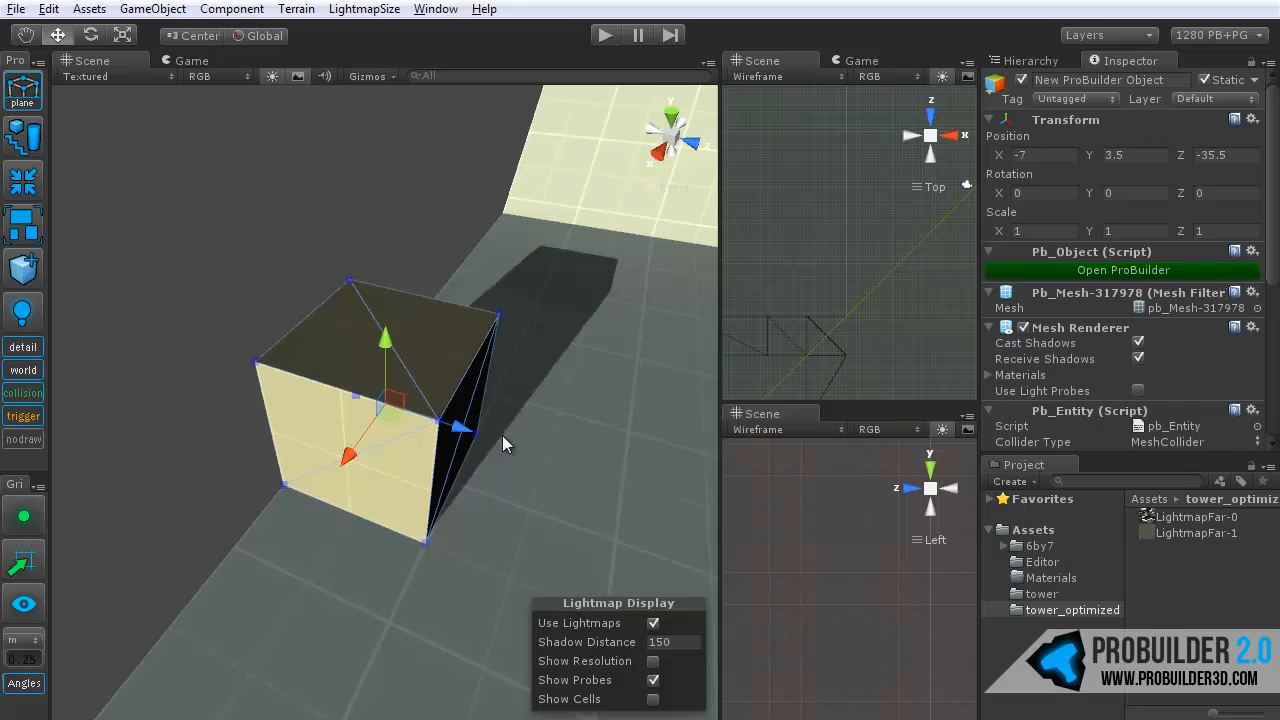 File Edit Assets GameObject Component Terrain LightmapSize Window Help
Center Global
Layers 1280 PB+PG
Pro
Scene Game
Textured RGB Gizmos All
plane
detail
world
collision
trigger
nodraw
Gri
m
0.25
Angles
y
z
x
Lightmap Display
Use Lightmaps
Shadow Distance 150
Show Resolution
Show Probes
Show Cells
Scene Game
Wireframe RGB
z
x
Top
Scene
Wireframe RGB
y
z
Left
Hierarchy Inspector
New ProBuilder Object Static
Tag Untagged Layer Default
Transform
Position
X -7 Y 3.5 Z -35.5
Rotation
X 0 Y 0 Z 0
Scale
X 1 Y 1 Z 1
Pb_Object (Script)
Open ProBuilder
Pb_Mesh-317978 (Mesh Filter
Mesh pb_Mesh-317978
Mesh Renderer
Cast Shadows
Receive Shadows
Materials
Use Light Probes
Pb_Entity (Script)
Script pb_Entity
Collider Type MeshCollider
Project
Create
Favorites
Assets
6by7
Editor
Materials
tower
tower_optimized
Assets tower_optimiz
LightmapFar-0
LightmapFar-1
PROBUILDER 2.0
WWW.PROBUILDER3D.COM